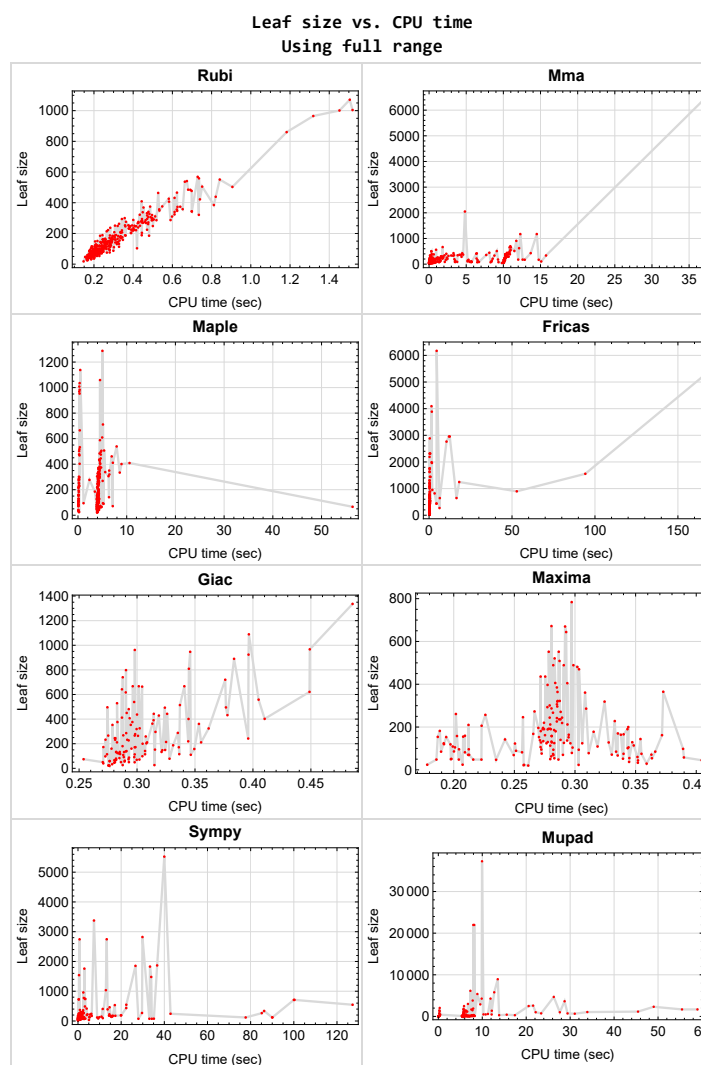 Leaf size vs. CPU time
Using full range
Rubi
Leaf size
1000
800
600
400
200
0
0.2 0.4 0.6 0.8 1.0 1.2 1.4
CPU time (sec)
Mma
Leaf size
6000
5000
4000
3000
2000
1000
0
0 5 10 15 20 25 30 35
CPU time (sec)
Maple
Leaf size
1200
1000
800
600
400
200
0
0 10 20 30 40 50
CPU time (sec)
Fricas
Leaf size
6000
5000
4000
3000
2000
1000
0
0 50 100 150
CPU time (sec)
Giac
Leaf size
1400
1200
1000
800
600
400
200
0
0.25 0.30 0.35 0.40 0.45
CPU time (sec)
Maxima
Leaf size
800
600
400
200
0
0.20 0.25 0.30 0.35
CPU time (sec)
Sympy
Leaf size
5000
4000
3000
2000
1000
0
0 20 40 60 80 100 120
CPU time (sec)
Mupad
Leaf size
30 000
20 000
10 000
0
0 10 20 30 40 50
CPU time (sec)